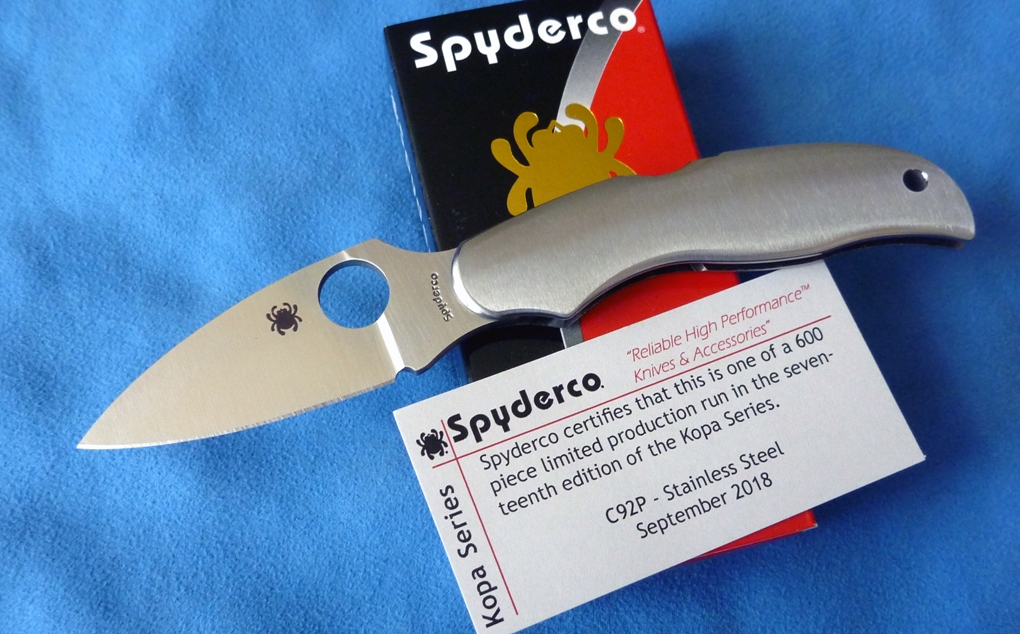 Spyderco®
Spyderco
Spyderco.
"Reliable High Performance™
Knives & Accessories"
Spyderco certifies that this is one of a 600
piece limited production run in the seven-
teenth edition of the Kopa Series.
C92P - Stainless Steel
September 2018
Kopa Series